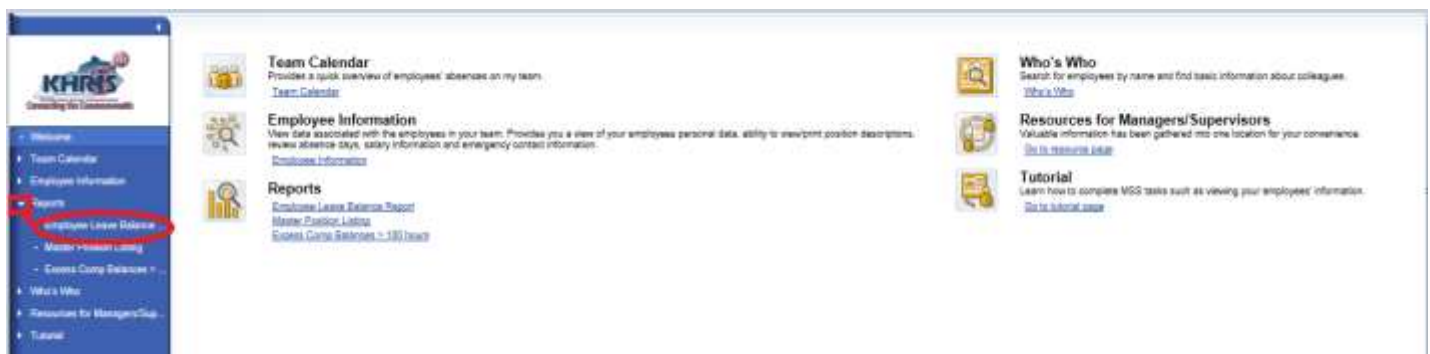 KHRIS
Connecting the Commonwealth
Welcome
Team Calendar
Employee Information
Reports
Employee Leave Balance ...
Master Position Listing
Excess Comp Balances > ...
Who's Who
Resources for Managers/Sup...
Tutorial
Team Calendar
Provides a quick overview of employees' absences on my team.
Team Calendar
Employee Information
View data associated with the employees in your team. Provides you a view of your employees personal data, ability to view/print position descriptions,
review absence days, salary information and emergency contact information.
Employee Information
Reports
Employee Leave Balance Report
Master Position Listing
Excess Comp Balances > 100 hours
Who's Who
Search for employees by name and find basic information about colleagues.
Who's Who
Resources for Managers/Supervisors
Valuable information has been gathered into one location for your convenience.
Go to resource page
Tutorial
Learn how to complete MSS tasks such as viewing your employees' information.
Go to tutorial page